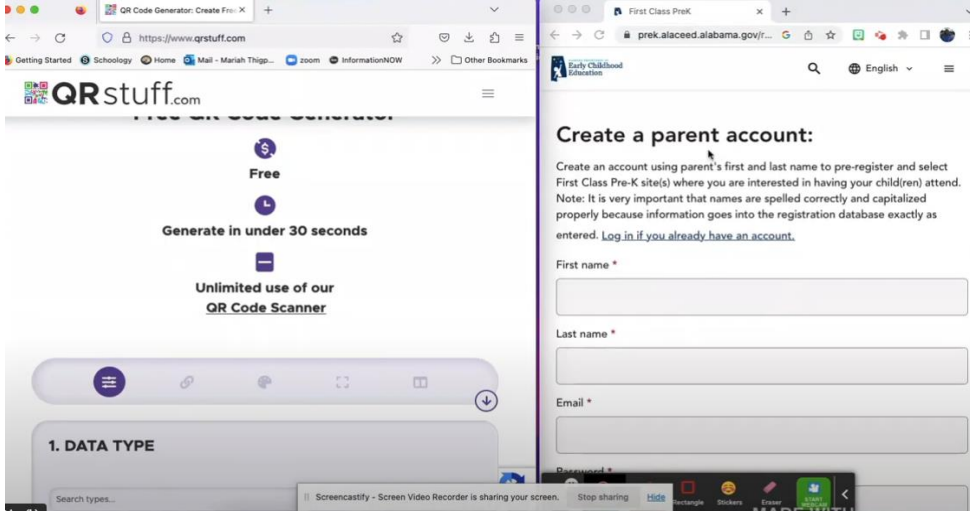 QR Code Generator: Create Free
https://www.qrstuff.com
Getting Started
Schoology
Home
Mail - Mariah Thigp...
zoom
InformationNOW
Other Bookmarks
QRstuff.com
Free QR Code Generator
Free
Generate in under 30 seconds
Unlimited use of our
QR Code Scanner
1. DATA TYPE
Search types...
First Class PreK
prek.alaceed.alabama.gov/r...
Early Childhood
Education
English
Create a parent account:
Create an account using parent's first and last name to pre-register and select
First Class Pre-K site(s) where you are interested in having your child(ren) attend.
Note: It is very important that names are spelled correctly and capitalized
properly because information goes into the registration database exactly as
entered. Log in if you already have an account.
First name *
Last name *
Email *
Password *
Screencastify - Screen Video Recorder is sharing your screen.
Stop sharing
Hide
Rectangle
Stickers
Eraser
START
WEBCAM
MADE WITH